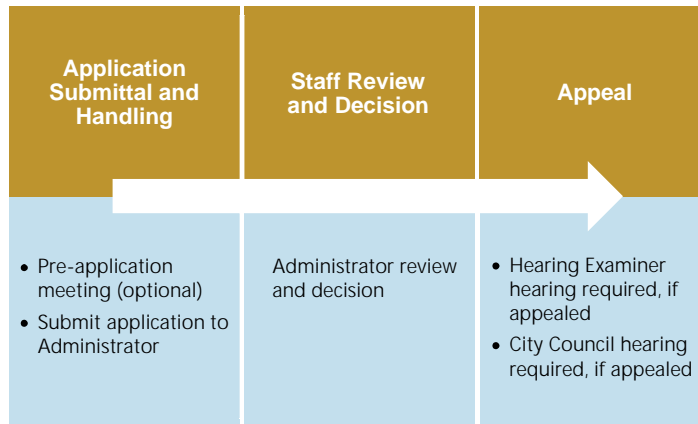 Application
Submittal and
Handling
Staff Review
and Decision
Appeal
• Pre-application
meeting (optional)
• Submit application to
Administrator
Administrator review
and decision
• Hearing Examiner
hearing required, if
appealed
• City Council hearing
required, if appealed